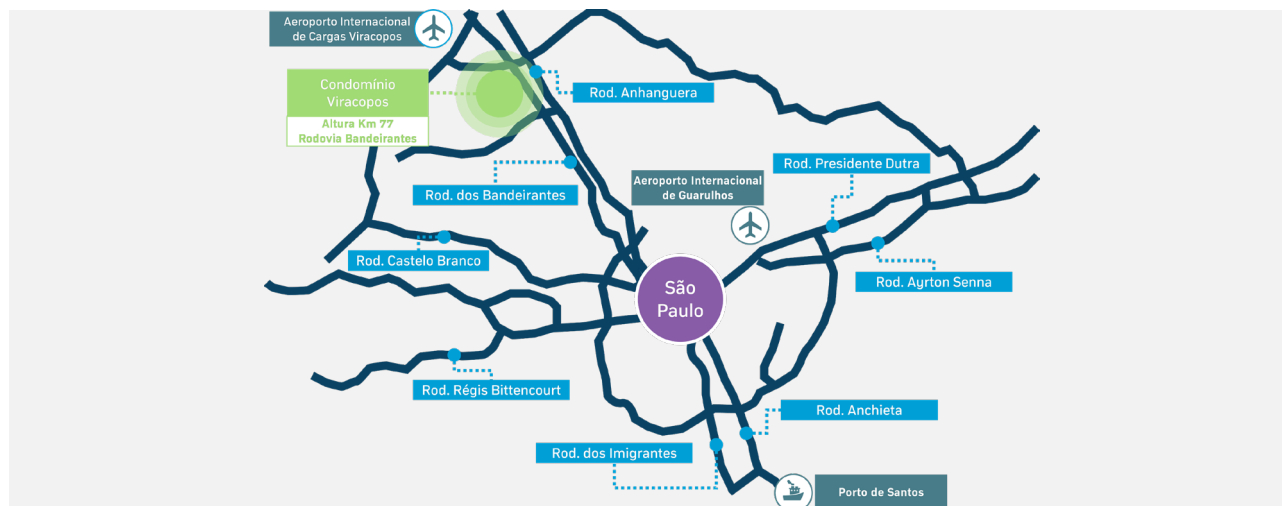 Aeroporto Internacional
de Cargas Viracopos
Condomínio
Viracopos
Altura Km 77
Rodovia Bandeirantes
Rod. Anhanguera
Rod. dos Bandeirantes
Aeroporto Internacional
de Guarulhos
Rod. Presidente Dutra
Rod. Castelo Branco
São
Paulo
Rod. Ayrton Senna
Rod. Régis Bittencourt
Rod. Anchieta
Rod. dos Imigrantes
Porto de Santos